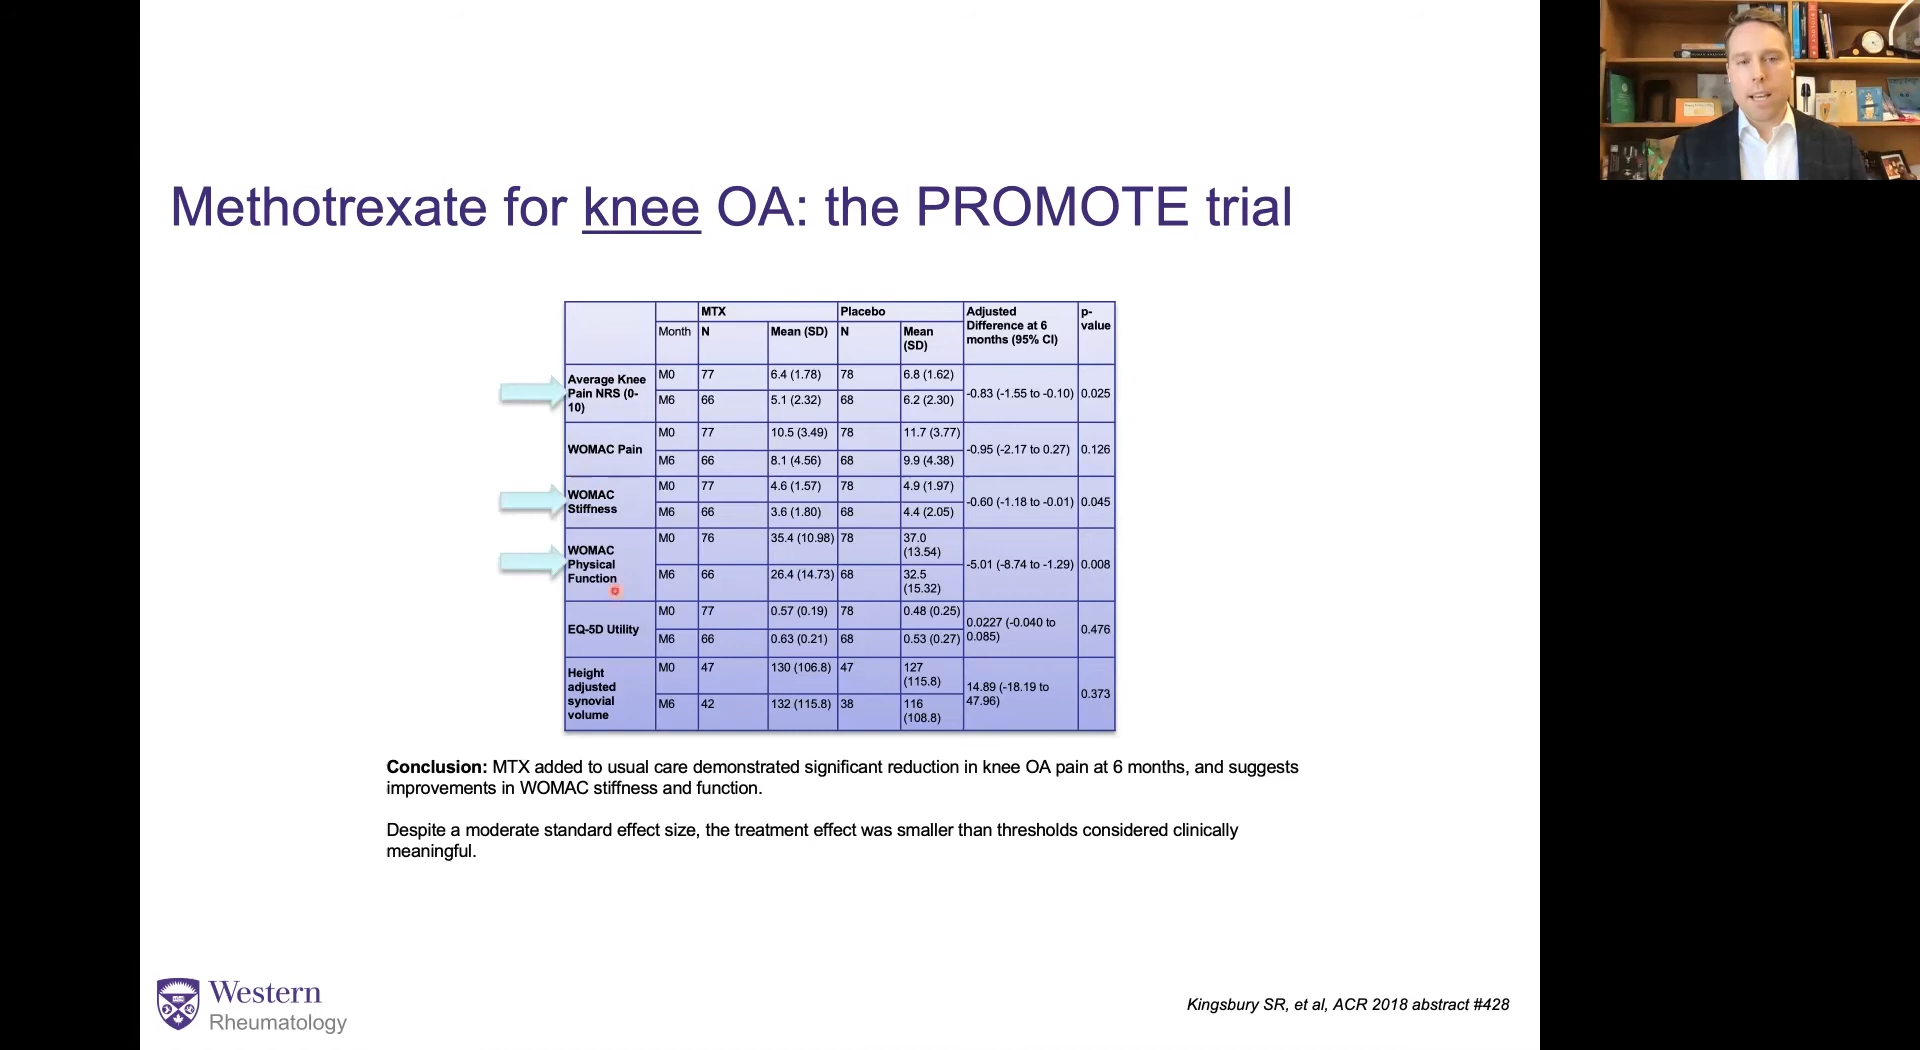 Methotrexate for knee OA: the PROMOTE trial
MTX Placebo Adjusted Difference at 6 months (95% CI) p-value
Month N Mean (SD) N Mean (SD)
Average Knee Pain NRS (0-10) M0 77 6.4 (1.78) 78 6.8 (1.62) -0.83 (-1.55 to -0.10) 0.025
M6 66 5.1 (2.32) 68 6.2 (2.30)
WOMAC Pain M0 77 10.5 (3.49) 78 11.7 (3.77) -0.95 (-2.17 to 0.27) 0.126
M6 66 8.1 (4.56) 68 9.9 (4.38)
WOMAC Stiffness M0 77 4.6 (1.57) 78 4.9 (1.97) -0.60 (-1.18 to -0.01) 0.045
M6 66 3.6 (1.80) 68 4.4 (2.05)
WOMAC Physical Function M0 76 35.4 (10.98) 78 37.0 (13.54) -5.01 (-8.74 to -1.29) 0.008
M6 66 26.4 (14.73) 68 32.5 (15.32)
EQ-5D Utility M0 77 0.57 (0.19) 78 0.48 (0.25) 0.0227 (-0.040 to 0.085) 0.476
M6 66 0.63 (0.21) 68 0.53 (0.27)
Height adjusted synovial volume M0 47 130 (106.8) 47 127 (115.8) 14.89 (-18.19 to 47.96) 0.373
M6 42 132 (115.8) 38 116 (108.8)
Conclusion: MTX added to usual care demonstrated significant reduction in knee OA pain at 6 months, and suggests
improvements in WOMAC stiffness and function.
Despite a moderate standard effect size, the treatment effect was smaller than thresholds considered clinically
meaningful.
Western
Rheumatology
Kingsbury SR, et al, ACR 2018 abstract #428